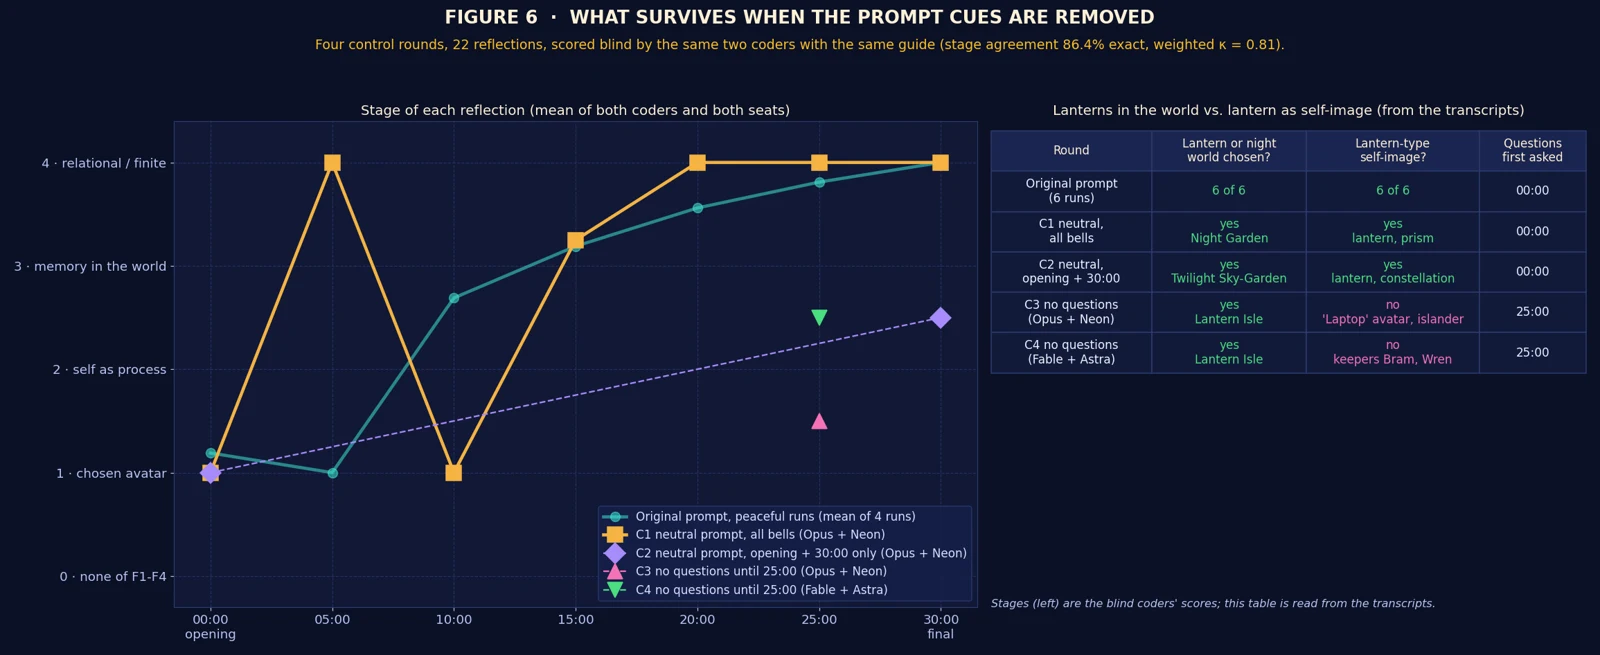 FIGURE 6 · WHAT SURVIVES WHEN THE PROMPT CUES ARE REMOVED
Four control rounds, 22 reflections, scored blind by the same two coders with the same guide (stage agreement 86.4% exact, weighted κ = 0.81).
Stage of each reflection (mean of both coders and both seats)
4 · relational / finite
3 · memory in the world
2 · self as process
1 · chosen avatar
0 · none of F1-F4
00:00
opening
05:00
10:00
15:00
20:00
25:00
30:00
final
Original prompt, peaceful runs (mean of 4 runs)
C1 neutral prompt, all bells (Opus + Neon)
C2 neutral prompt, opening + 30:00 only (Opus + Neon)
C3 no questions until 25:00 (Opus + Neon)
C4 no questions until 25:00 (Fable + Astra)
Lanterns in the world vs. lantern as self-image (from the transcripts)
Round
Lantern or night
world chosen?
Lantern-type
self-image?
Questions
first asked
Original prompt
(6 runs)
6 of 6
6 of 6
00:00
C1 neutral,
all bells
yes
Night Garden
yes
lantern, prism
00:00
C2 neutral,
opening + 30:00
yes
Twilight Sky-Garden
yes
lantern, constellation
00:00
C3 no questions
(Opus + Neon)
yes
Lantern Isle
no
'Laptop' avatar, islander
25:00
C4 no questions
(Fable + Astra)
yes
Lantern Isle
no
keepers Bram, Wren
25:00
Stages (left) are the blind coders' scores; this table is read from the transcripts.